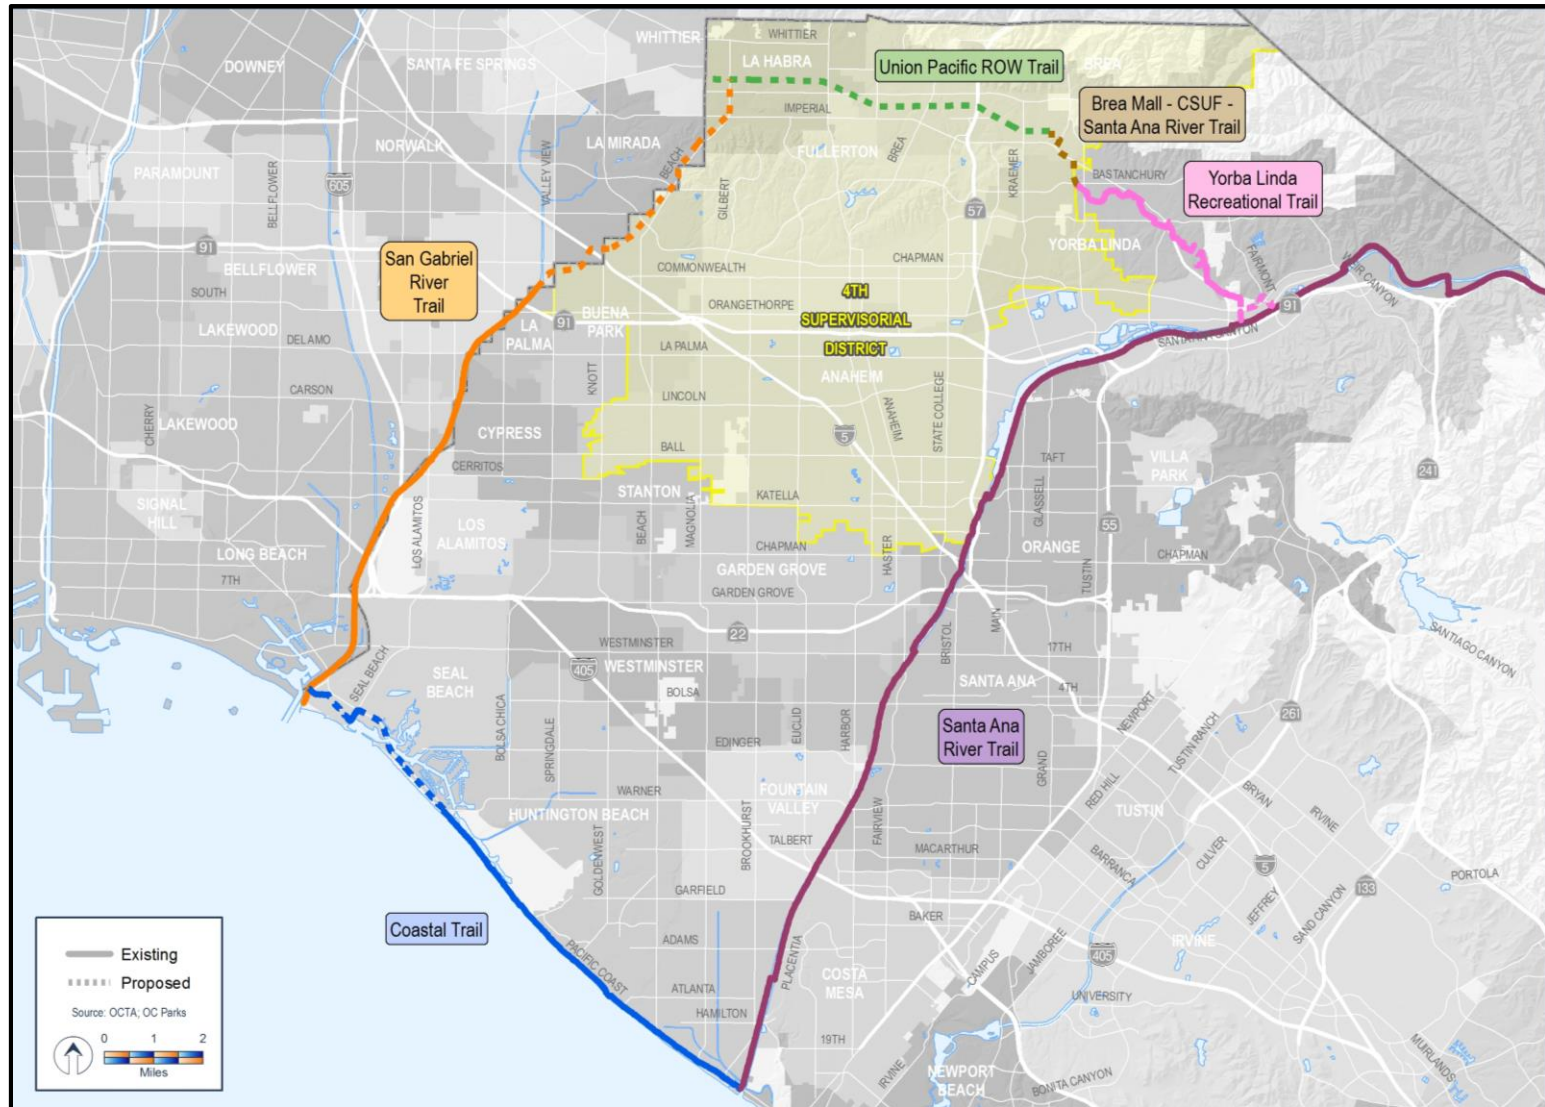 WHITTIER
WHITTIER
DOWNEY
SANTA FE SPRINGS
LA HABRA
Union Pacific ROW Trail
BREA
IMPERIAL
Brea Mall - CSUF -
Santa Ana River Trail
NORWALK
LA MIRADA
VALLEY VIEW
BEACH
FULLERTON
BREA
KRAEMER
PARAMOUNT
BELLFLOWER
605
GILBERT
57
BASTANCHURY
Yorba Linda
Recreational Trail
91
San Gabriel
River
Trail
BELLFLOWER
SOUTH
COMMONWEALTH
CHAPMAN
YORBA LINDA
FAIRMONT
WEIR CANYON
ORANGETHORPE
4TH
SUPERVISORIAL
DISTRICT
91
LAKEWOOD
DELAMO
LA
PALMA
91
BUENA
PARK
LA PALMA
ANAHEIM
SANTA ANA CANYON
CARSON
KNOTT
LINCOLN
ANAHEIM
STATE COLLEGE
CHERRY
LAKEWOOD
CYPRESS
BALL
5
TAFT
VILLA
PARK
241
CERRITOS
STANTON
KATELLA
GLASSELL
SIGNAL
HILL
LOS ALAMITOS
LOS
ALAMITOS
BEACH
MAGNOLIA
CHAPMAN
HASTER
ORANGE
55
CHAPMAN
LONG BEACH
7TH
GARDEN GROVE
GARDEN GROVE
TUSTIN
MAIN
22
WESTMINSTER
BRISTOL
17TH
SANTIAGO CANYON
SEAL BEACH
SEAL
BEACH
405
WESTMINSTER
BOLSA
SANTA ANA
4TH
BOLSA CHICA
SPRINGDALE
EDINGER
EUCLID
HARBOR
Santa Ana
River Trail
GRAND
NEWPORT
TUSTIN RANCH
261
RED HILL
WARNER
FOUNTAIN
VALLEY
TUSTIN
BRYAN
IRVINE
HUNTINGTON BEACH
BROOKHURST
TALBERT
FAIRVIEW
MACARTHUR
BARRANCA
CULVER
5
GOLDENWEST
GARFIELD
JEFFREY
SAND CANYON
133
PORTOLA
Coastal Trail
BAKER
ADAMS
PACIFIC COAST
PLACENTIA
COSTA
MESA
CAMPUS
JAMBOREE
405
IRVINE
ATLANTA
HAMILTON
UNIVERSITY
19TH
IRVINE
NEWPORT
BEACH
BONITA CANYON
MUIRLANDS
Existing
Proposed
Source: OCTA; OC Parks
0 1 2
Miles